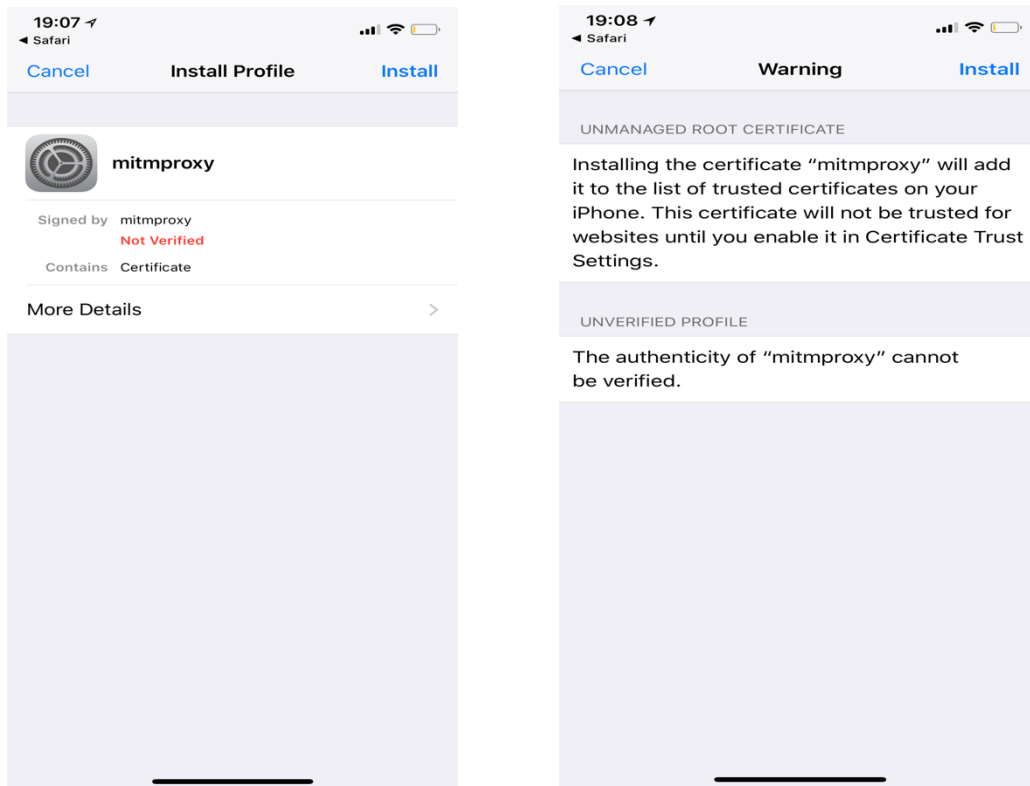 19:07
◀ Safari
Cancel Install Profile Install
mitmproxy
Signed by mitmproxy
Not Verified
Contains Certificate
More Details
19:08
◀ Safari
Cancel Warning Install
UNMANAGED ROOT CERTIFICATE
Installing the certificate “mitmproxy” will add
it to the list of trusted certificates on your
iPhone. This certificate will not be trusted for
websites until you enable it in Certificate Trust
Settings.
UNVERIFIED PROFILE
The authenticity of “mitmproxy” cannot
be verified.